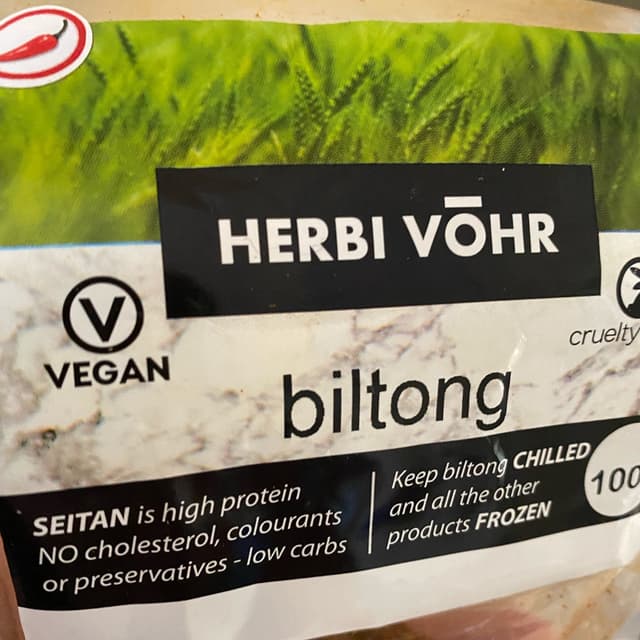 HERBI VŌHR
V
VEGAN
cruelty
biltong
SEITAN is high protein
NO cholesterol, colourants
or preservatives - low carbs
Keep biltong CHILLED
and all the other
products FROZEN
100